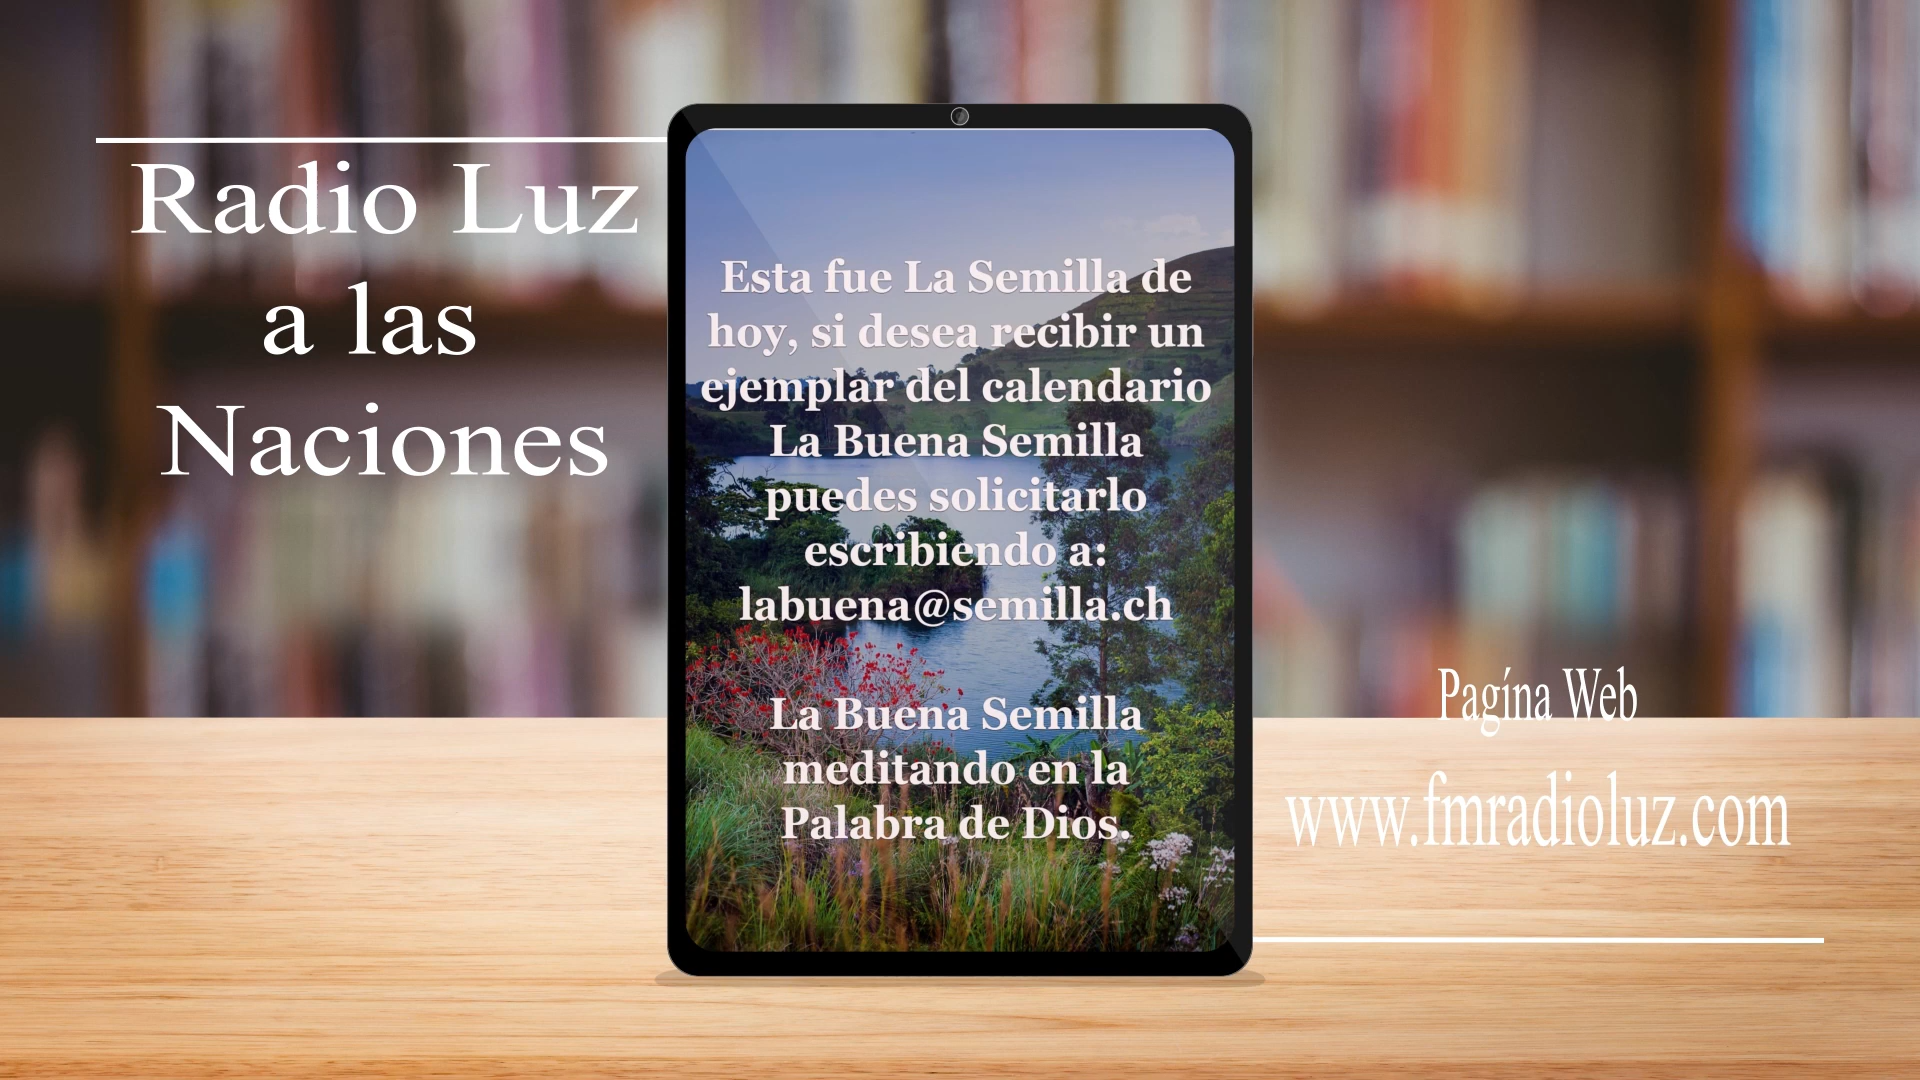 Radio Luz
a las
Naciones
Esta fue La Semilla de
hoy, si desea recibir un
ejemplar del calendario
La Buena Semilla
puedes solicitarlo
escribiendo a:
labuena@semilla.ch
La Buena Semilla
meditando en la
Palabra de Dios.
Pagína Web
www.fmradioluz.com